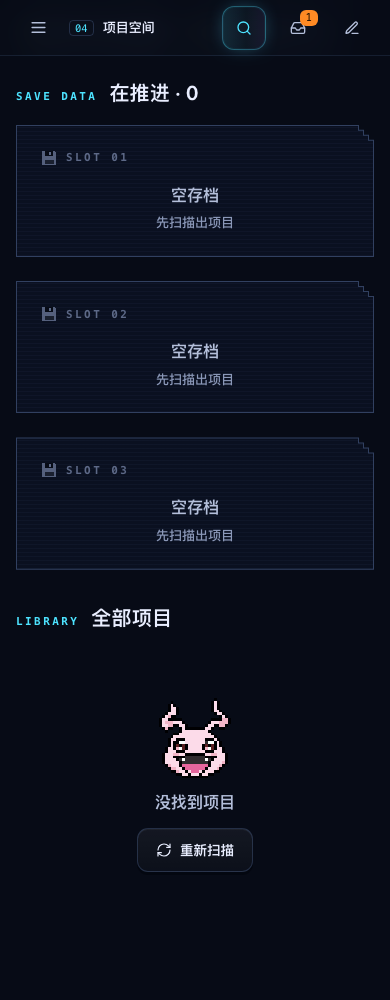 04 项目空间
1
SAVE DATA 在推进 · 0
SLOT 01
空存档
先扫描出项目
SLOT 02
空存档
先扫描出项目
SLOT 03
空存档
先扫描出项目
LIBRARY 全部项目
没找到项目
重新扫描